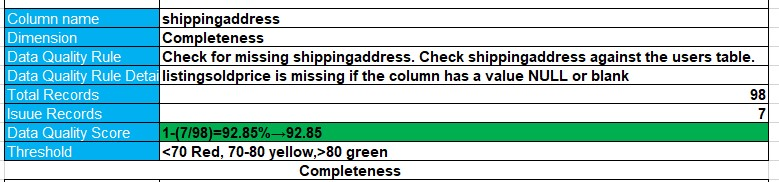 Column name shippingaddress
Dimension Completeness
Data Quality Rule Check for missing shippingaddress. Check shippingaddress against the users table.
Data Quality Rule Detai listingsoldprice is missing if the column has a value NULL or blank
Total Records 98
Isuue Records 7
Data Quality Score 1-(7/98)=92.85%→92.85
Threshold <70 Red, 70-80 yellow,>80 green
Completeness